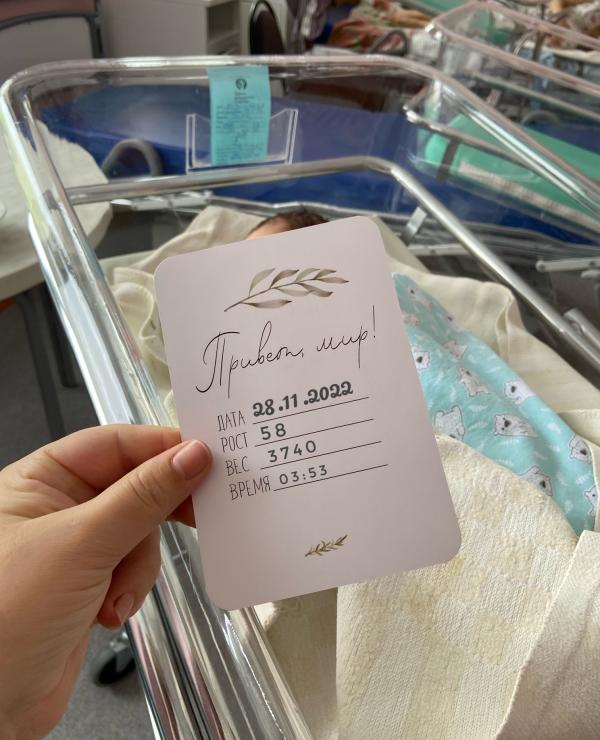 Привет, мир!
ДАТА 28.11.2022
РОСТ 58
ВЕС 3740
ВРЕМЯ 03:53